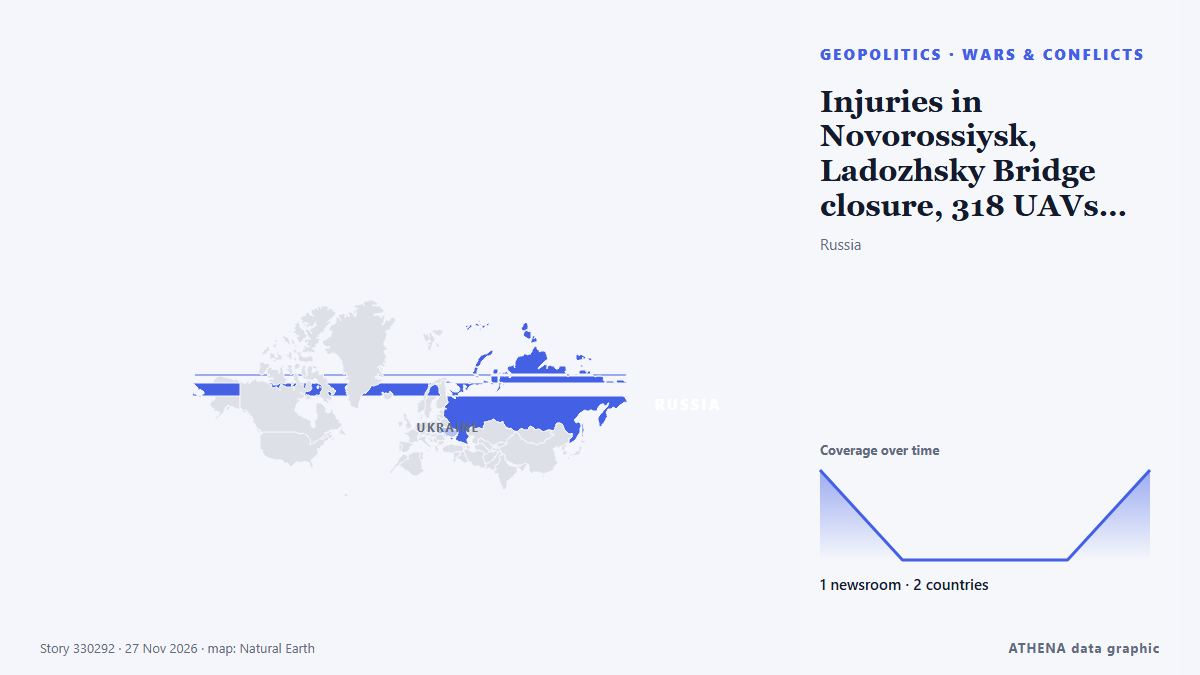 GEOPOLITICS · WARS & CONFLICTS
Injuries in
Novorossiysk,
Ladozhsky Bridge
closure, 318 UAVs...
Russia
RUSSIA
UKRAINE
Coverage over time
1 newsroom · 2 countries
Story 330292 · 27 Nov 2026 · map: Natural Earth
ATHENA data graphic